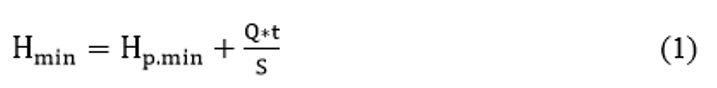 H_min = H_p.min + Q*t/S (1)